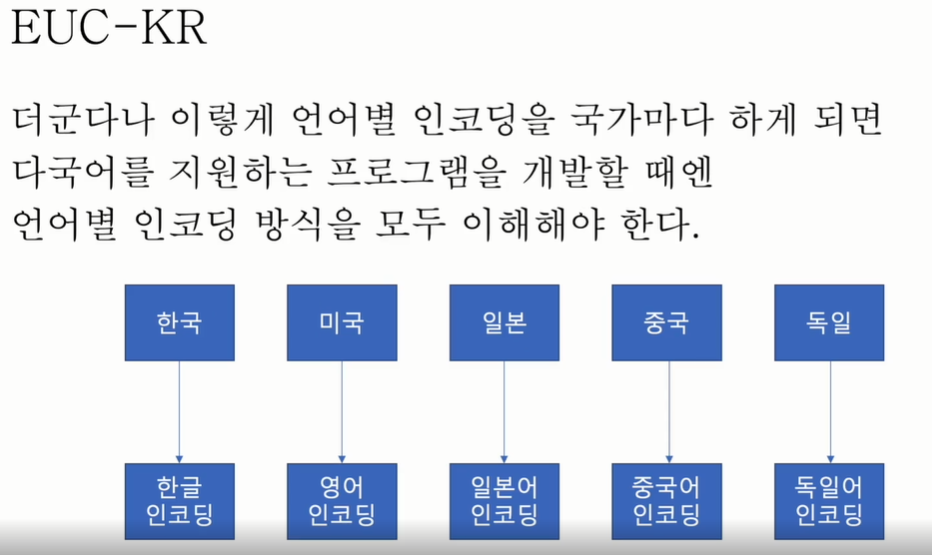 EUC-KR
더군다나 이렇게 언어별 인코딩을 국가마다 하게 되면
다국어를 지원하는 프로그램을 개발할 때엔
언어별 인코딩 방식을 모두 이해해야 한다.
한국
미국
일본
중국
독일
한글
인코딩
영어
인코딩
일본어
인코딩
중국어
인코딩
독일어
인코딩